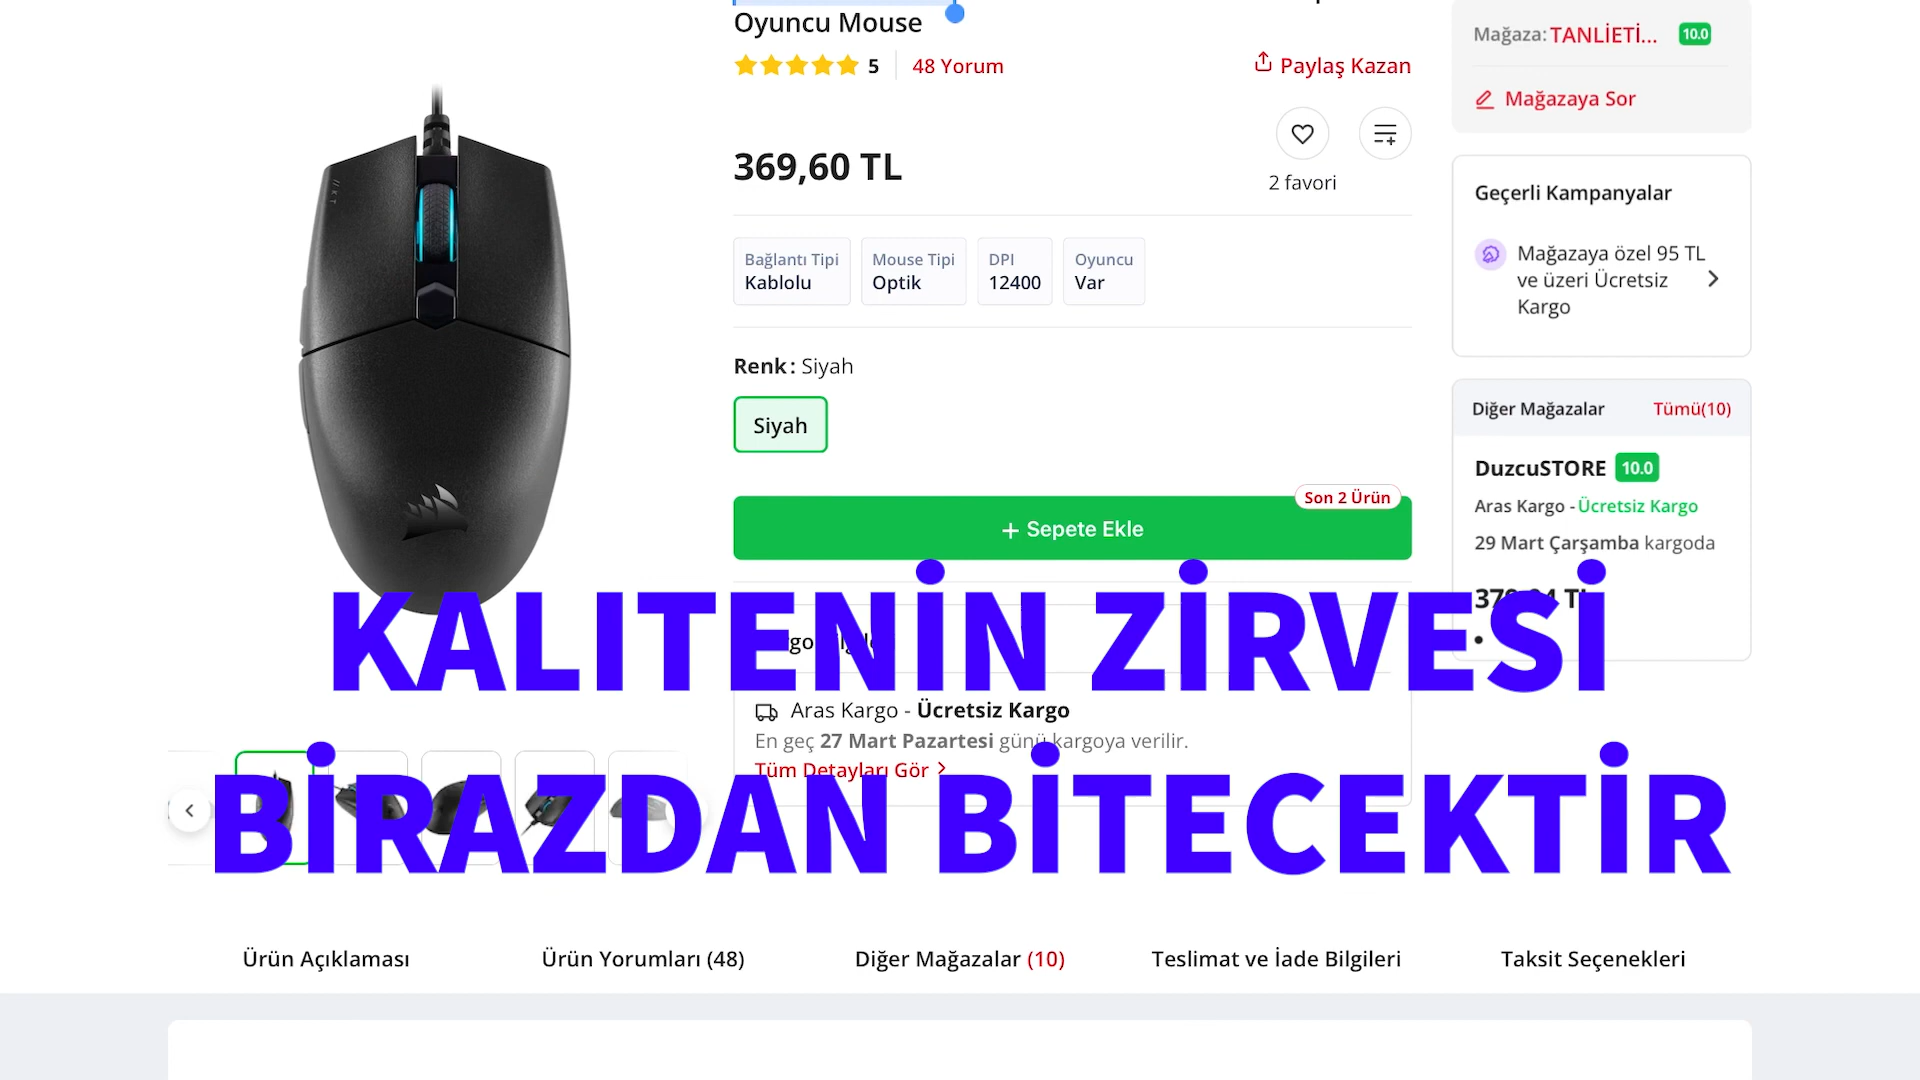 Oyuncu Mouse
5
48 Yorum
Paylaş Kazan
369,60 TL
2 favori
Bağlantı Tipi
Kablolu
Mouse Tipi
Optik
DPI
12400
Oyuncu
Var
Renk: Siyah
Siyah
Son 2 Ürün
+ Sepete Ekle
Mağaza: TANLİETİ... 10.0
Mağazaya Sor
Geçerli Kampanyalar
Mağazaya özel 95 TL
ve üzeri Ücretsiz
Kargo
Diğer Mağazalar
Tümü(10)
DuzcuSTORE 10.0
Aras Kargo - Ücretsiz Kargo
29 Mart Çarşamba kargoda
KALITENİN ZİRVESİ
Aras Kargo - Ücretsiz Kargo
En geç 27 Mart Pazartesi günü kargoya verilir.
Tüm Detayları Gör
BİRAZDAN BİTECEKTİR
Ürün Açıklaması
Ürün Yorumları (48)
Diğer Mağazalar (10)
Teslimat ve İade Bilgileri
Taksit Seçenekleri